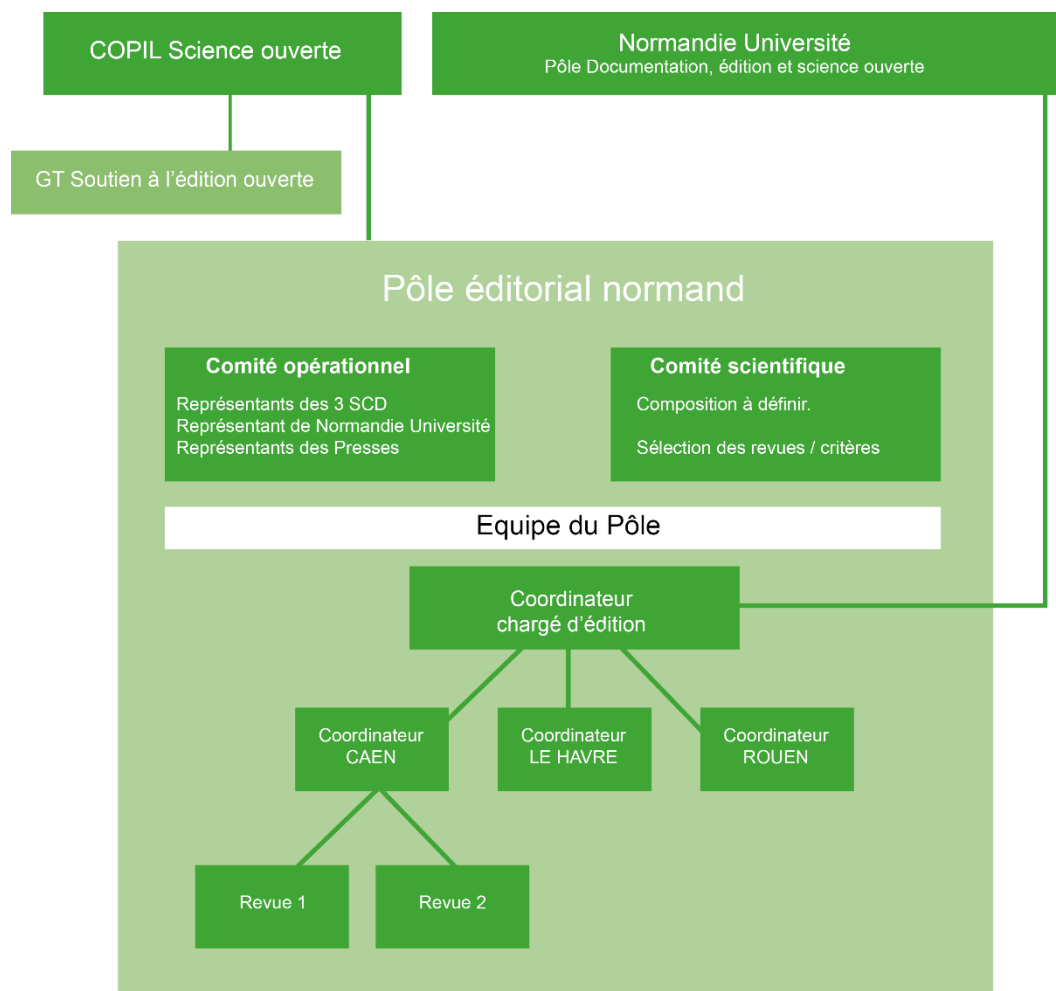 COPIL Science ouverte
Normandie Université
Pôle Documentation, édition et science ouverte
GT Soutien à l'édition ouverte
Pôle éditorial normand
Comité opérationnel
Représentants des 3 SCD
Représentant de Normandie Université
Représentants des Presses
Comité scientifique
Composition à définir.
Sélection des revues / critères
Equipe du Pôle
Coordinateur
chargé d'édition
Coordinateur
CAEN
Coordinateur
LE HAVRE
Coordinateur
ROUEN
Revue 1
Revue 2